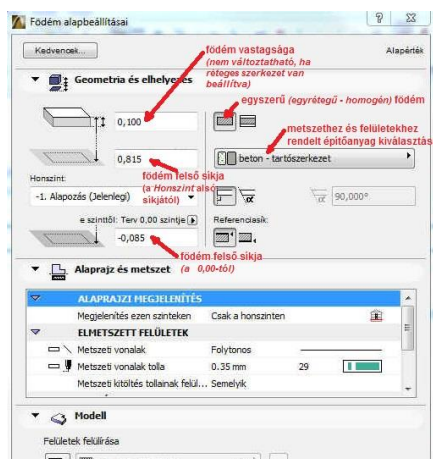 Födém alapbeállításai
Kedvencek...
Alapérték
födém vastagsága
(nem változtatható, ha
réteges szerkezet van
beállítva)
Geometria és elhelyezés
egyszerű (egyrétegű - homogén) födém
0,100
metszethez és felületekhez
rendelt építőanyag kiválasztás
0,815
beton - tartószerkezet
födém felső síkja
(a Honszint alsó
síkjától)
Honszint:
-1. Alapozás (Jelenlegi)
90,000°
e szinttől: Terv 0.00 szintje
Referenciasík:
-0,085
födém felső síkja
(a 0,00-tól)
Alaprajz és metszet
ALAPRAJZI MEGJELENÍTÉS
Megjelenítés ezen szinteken Csak a honszinten
ELMETSZETT FELÜLETEK
Metszeti vonalak Folytonos
Metszeti vonalak tolla 0.35 mm 29
Metszeti kitöltés tollainak felül... Semelyik
Modell
Felületek felülírása